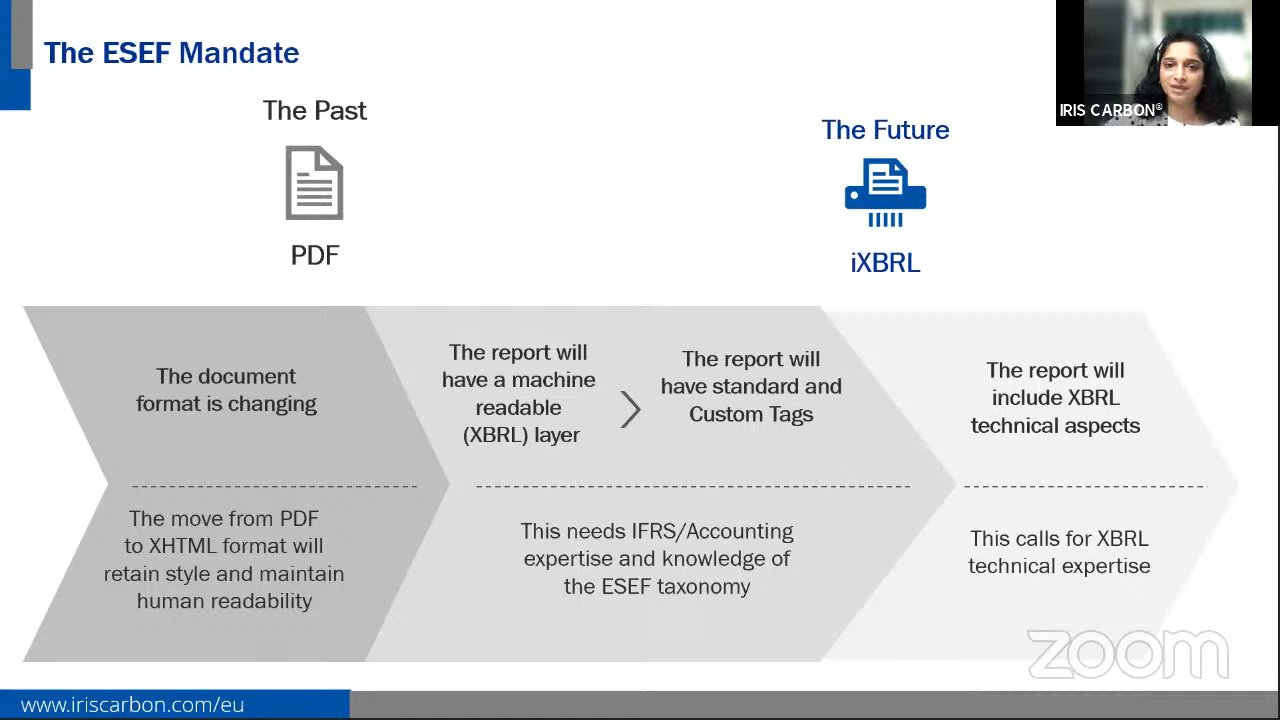 The ESEF Mandate
The Past
PDF
The Future
iXBRL
IRIS CARBON®
The document
format is changing
The report will
have a machine
readable
(XBRL) layer
The report will
have standard and
Custom Tags
The report will
include XBRL
technical aspects
The move from PDF
to XHTML format will
retain style and maintain
human readability
This needs IFRS/Accounting
expertise and knowledge of
the ESEF taxonomy
This calls for XBRL
technical expertise
zoom
www.iriscarbon.com/eu